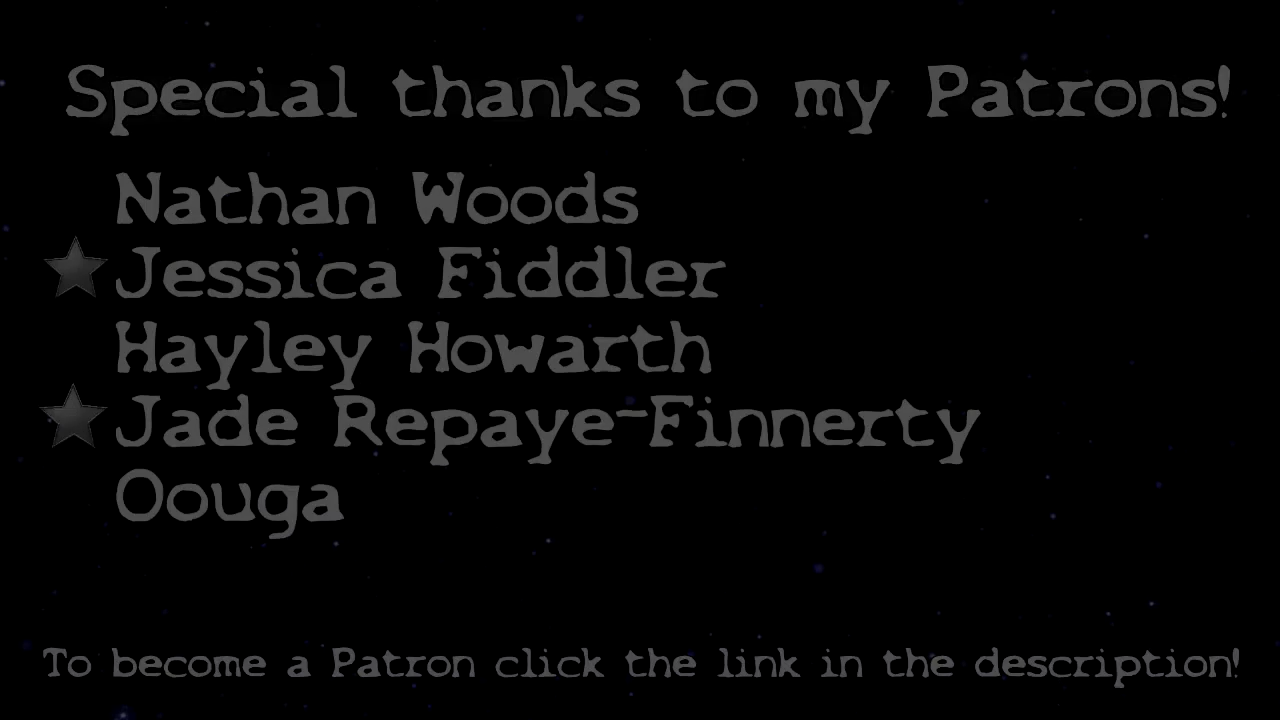 Special thanks to my Patrons!
Nathan Woods
Jessica Fiddler
Hayley Howarth
Jade Repaye-Finnerty
Oouga
To become a Patron click the link in the description!